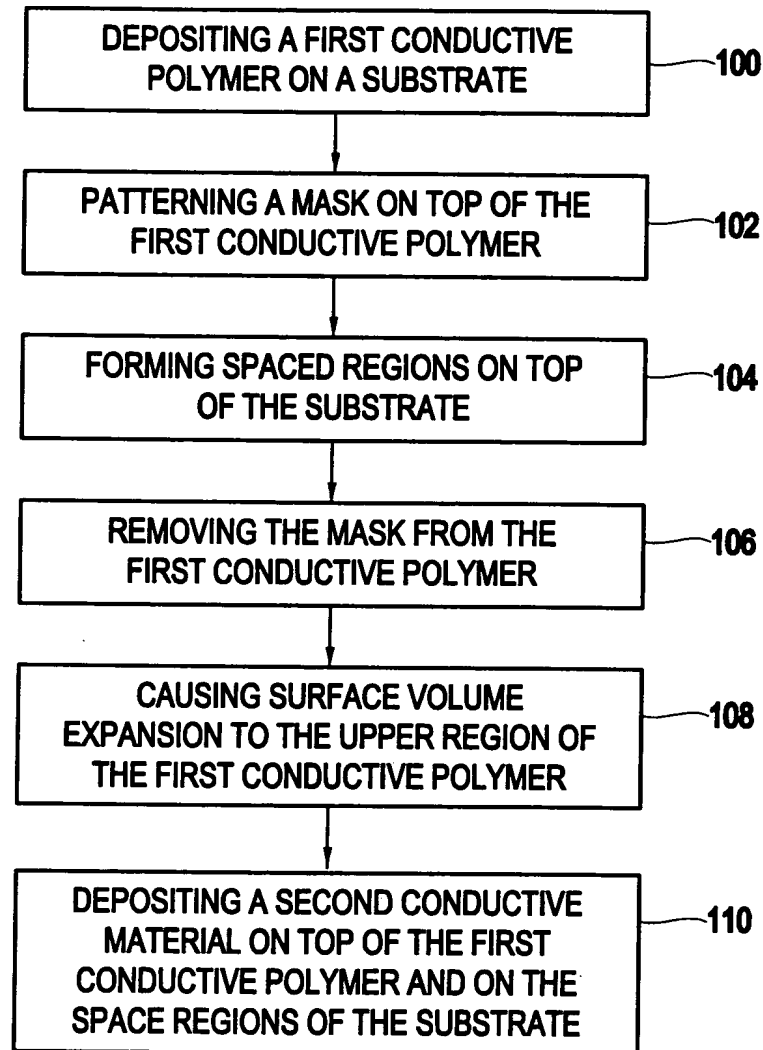 DEPOSITING A FIRST CONDUCTIVE
POLYMER ON A SUBSTRATE
100
PATTERNING A MASK ON TOP OF THE
FIRST CONDUCTIVE POLYMER
102
FORMING SPACED REGIONS ON TOP
OF THE SUBSTRATE
104
REMOVING THE MASK FROM THE
FIRST CONDUCTIVE POLYMER
106
CAUSING SURFACE VOLUME
EXPANSION TO THE UPPER REGION OF
THE FIRST CONDUCTIVE POLYMER
108
DEPOSITING A SECOND CONDUCTIVE
MATERIAL ON TOP OF THE FIRST
CONDUCTIVE POLYMER AND ON THE
SPACE REGIONS OF THE SUBSTRATE
110